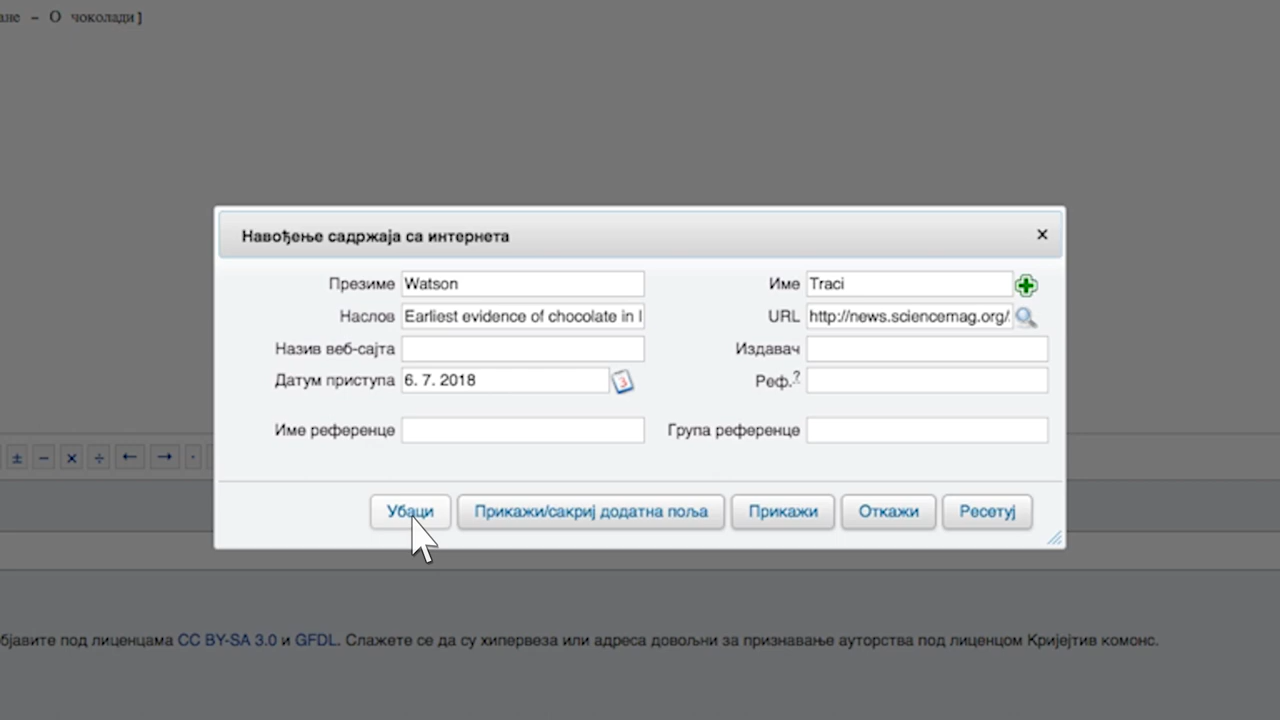 ане - О чоколади]
Навођење садржаја са интернета ×
Презиме Watson Име Traci
Наслов Earliest evidence of chocolate in URL http://news.sciencemag.org/
Назив веб-сајта Издавач
Датум приступа 6. 7. 2018 3 Реф.?
Име референце Група референце
± − × ÷ ← → ·
Убаци Прикажи/сакриј додатна поља Прикажи Откажи Ресетуј
бјавите под лиценцама CC BY-SA 3.0 и GFDL. Слажете се да су хипервеза или адреса довољни за признавање ауторства под лиценцом Кријејтив комонс.